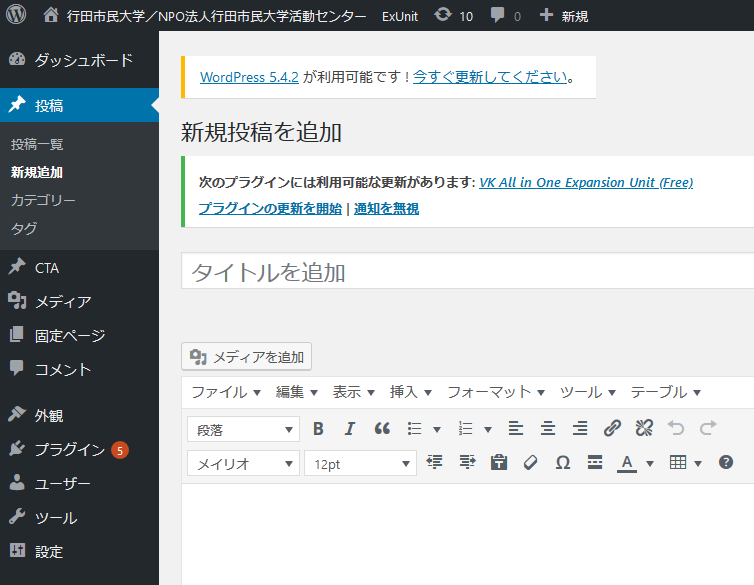 行田市民大学／NPO法人行田市民大学活動センター ExUnit 10 0 新規
ダッシュボード
投稿
投稿一覧
新規追加
カテゴリー
タグ
CTA
メディア
固定ページ
コメント
外観
プラグイン 5
ユーザー
ツール
設定
WordPress 5.4.2 が利用可能です ! 今すぐ更新してください。
新規投稿を追加
次のプラグインには利用可能な更新があります: VK All in One Expansion Unit (Free)
プラグインの更新を開始 | 通知を無視
タイトルを追加
メディアを追加
ファイル 編集 表示 挿入 フォーマット ツール テーブル
段落 B I
メイリオ 12pt Ω A